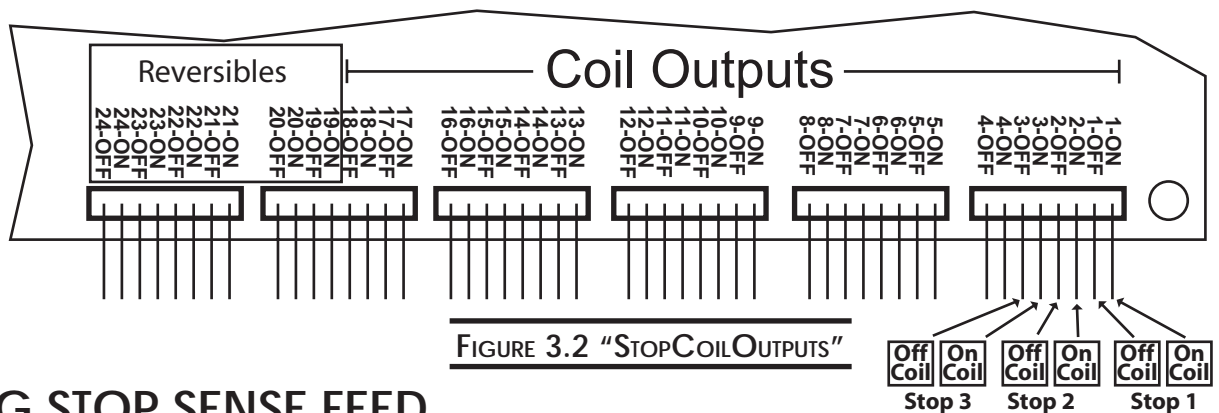 Reversibles
Coil Outputs
24-OFF
24-ON
23-OFF
23-ON
22-OFF
22-ON
21-OFF
21-ON
20-OFF
20-ON
19-OFF
19-ON
18-OFF
18-ON
17-OFF
17-ON
16-OFF
16-ON
15-OFF
15-ON
14-OFF
14-ON
13-OFF
13-ON
12-OFF
12-ON
11-OFF
11-ON
10-OFF
10-ON
9-OFF
9-ON
8-OFF
8-ON
7-OFF
7-ON
6-OFF
6-ON
5-OFF
5-ON
4-OFF
4-ON
3-OFF
3-ON
2-OFF
2-ON
1-OFF
1-ON
FIGURE 3.2 "STOPCOILOUTPUTS"
Off Coil
On Coil
Off Coil
On Coil
Off Coil
On Coil
Stop 3
Stop 2
Stop 1
G STOP SENSE FEED